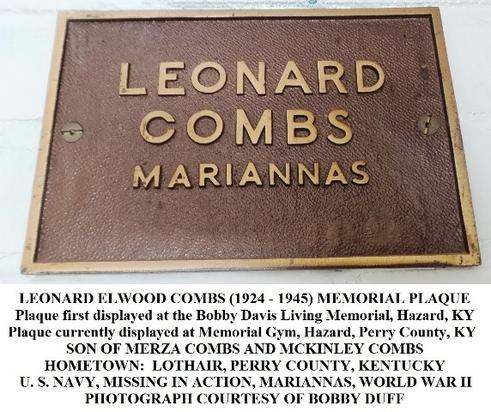 LEONARD
COMBS
MARIANNAS
LEONARD ELWOOD COMBS (1924 - 1945) MEMORIAL PLAQUE
Plaque first displayed at the Bobby Davis Living Memorial, Hazard, KY
Plaque currently displayed at Memorial Gym, Hazard, Perry County, KY
SON OF MERZA COMBS AND MCKINLEY COMBS
HOMETOWN: LOTHAIR, PERRY COUNTY, KENTUCKY
U. S. NAVY, MISSING IN ACTION, MARIANNAS, WORLD WAR II
PHOTOGRAPH COURTESY OF BOBBY DUFF